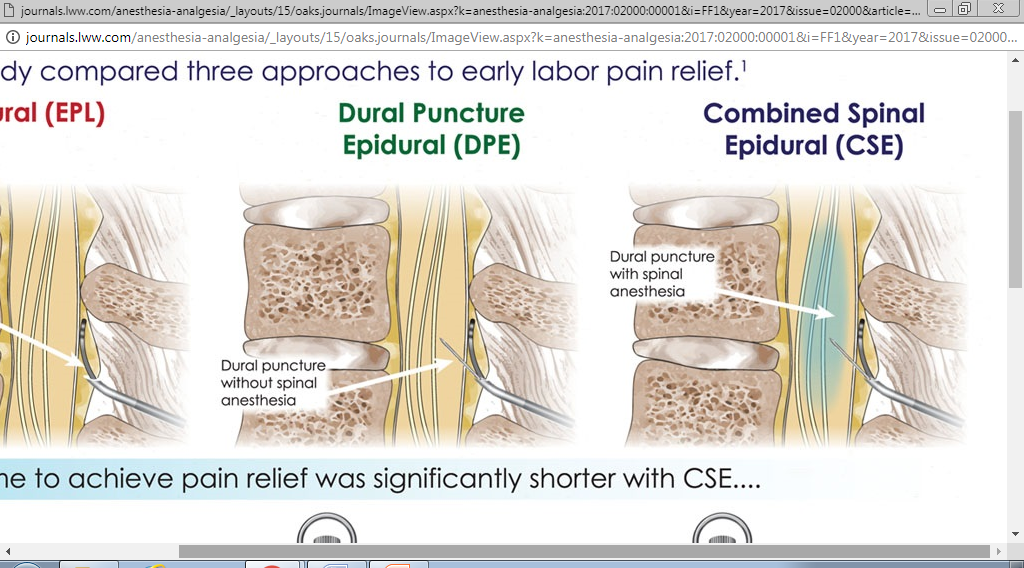 journals.lww.com/anesthesia-analgesia/_layouts/15/oaks.journals/ImageView.aspx?k=anesthesia-analgesia:2017:02000:00001&i=FF1&year=2017&issue=02000&article=...
journals.lww.com/anesthesia-analgesia/_layouts/15/oaks.journals/ImageView.aspx?k=anesthesia-analgesia:2017:02000:00001&i=FF1&year=2017&issue=02000...
dy compared three approaches to early labor pain relief.¹
ural (EPL)
Dural Puncture
Epidural (DPE)
Combined Spinal
Epidural (CSE)
Dural puncture
without spinal
anesthesia
Dural puncture
with spinal
anesthesia
me to achieve pain relief was significantly shorter with CSE....